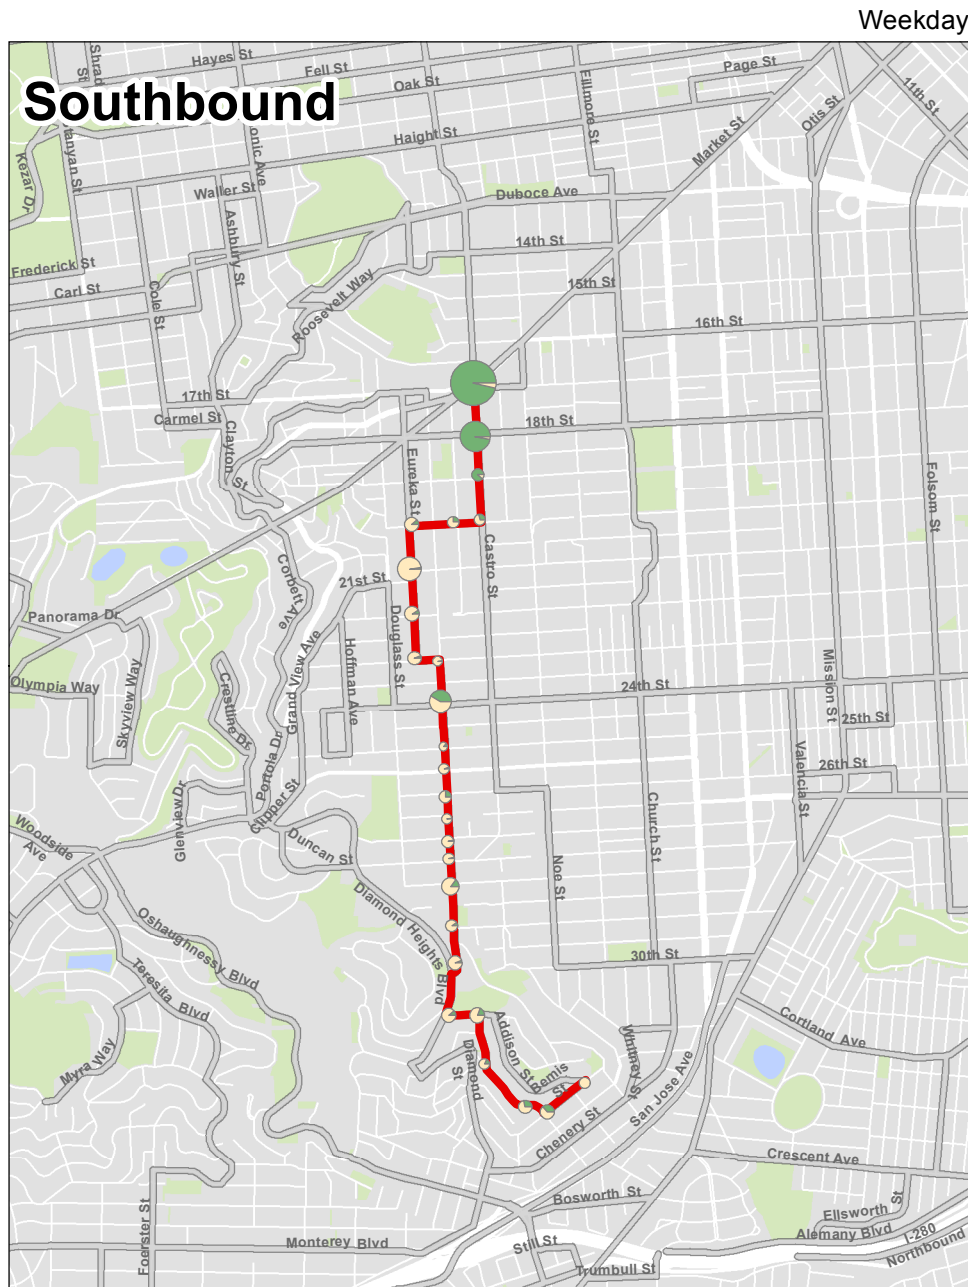 Weekday
Southbound
Hayes St
Fell St
Oak St
Page St
Fillmore St
11th St
Otis St
Market St
Haight St
Kezar Dr
Waller St
Duboce Ave
Ashbury St
14th St
Frederick St
Carl St
Cole St
Roosevelt Way
15th St
16th St
17th St
Carmel St
18th St
Clayton St
Eureka St
Folsom St
Castro St
Corbett Ave
21st St
Panorama Dr
Douglass St
Grand View Ave
Hoffman Ave
Olympia Way
Skyview Way
Crestline Dr
Mission St
24th St
25th St
Portola Dr
26th St
Valencia St
Glenview Dr
Clipper St
Church St
Woodside
Ave
Duncan St
Noe St
Diamond Heights Blvd
Oshaughnessy Blvd
30th St
Teresita Blvd
Addison St
Cortland Ave
Whitney St
Myra Way
Diamond
St
Bemis
St
San Jose Ave
Chenery St
Crescent Ave
Bosworth St
Foerster St
Ellsworth St
Alemany Blvd
I-280
Northbound
Monterey Blvd
Still St
Trumbull St